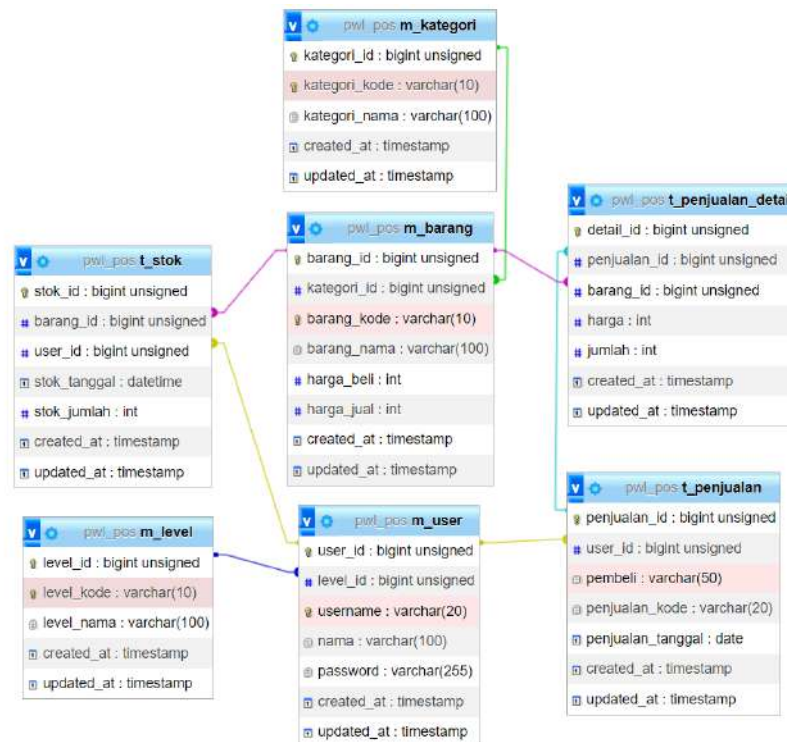 pwl_pos m_kategori
kategori_id : bigint unsigned
kategori_kode : varchar(10)
kategori_nama : varchar(100)
created_at : timestamp
updated_at : timestamp
pwl_pos t_stok
stok_id : bigint unsigned
barang_id : bigint unsigned
user_id : bigint unsigned
stok_tanggal : datetime
stok_jumlah : int
created_at : timestamp
updated_at : timestamp
pwl_pos m_barang
barang_id : bigint unsigned
kategori_id : bigint unsigned
barang_kode : varchar(10)
barang_nama : varchar(100)
harga_beli : int
harga_jual : int
created_at : timestamp
updated_at : timestamp
pwl_pos t_penjualan_detai
detail_id : bigint unsigned
penjualan_id : bigint unsigned
barang_id : bigint unsigned
harga : int
jumlah : int
created_at : timestamp
updated_at : timestamp
pwl_pos m_level
level_id : bigint unsigned
level_kode : varchar(10)
level_nama : varchar(100)
created_at : timestamp
updated_at : timestamp
pwl_pos m_user
user_id : bigint unsigned
level_id : bigint unsigned
username : varchar(20)
nama : varchar(100)
password : varchar(255)
created_at : timestamp
updated_at : timestamp
pwl_pos t_penjualan
penjualan_id : bigint unsigned
user_id : bigint unsigned
pembeli : varchar(50)
penjualan_kode : varchar(20)
penjualan_tanggal : date
created_at : timestamp
updated_at : timestamp